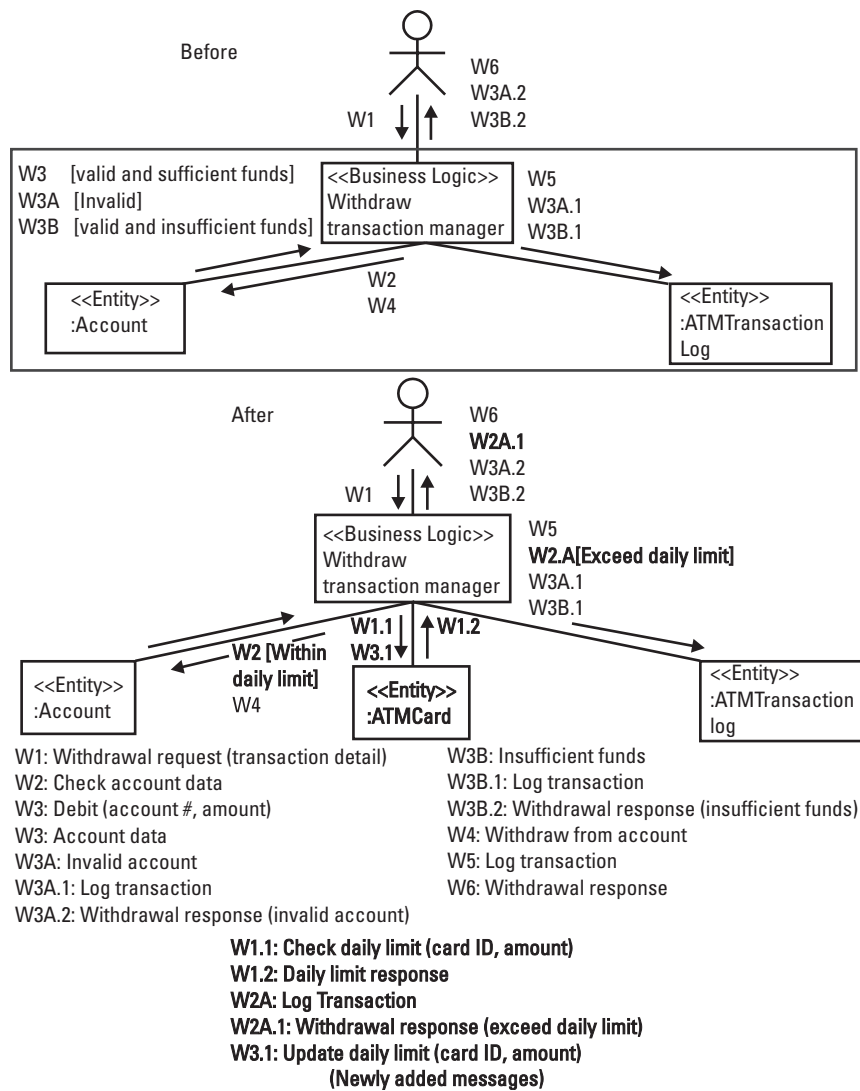 Before
W6
W3A.2
W1
W3B.2
W3 [valid and sufficient funds]
W3A [Invalid]
W3B [valid and insufficient funds]
<<Business Logic>>
Withdraw
transaction manager
W5
W3A.1
W3B.1
W2
W4
<<Entity>>
:Account
<<Entity>>
:ATMTransaction
Log
After
W6
W2A.1
W3A.2
W1
W3B.2
<<Business Logic>>
Withdraw
transaction manager
W5
W2.A[Exceed daily limit]
W3A.1
W3B.1
W1.1
W1.2
W3.1
W2 [Within
daily limit]
W4
<<Entity>>
:Account
<<Entity>>
:ATMCard
<<Entity>>
:ATMTransaction
log
W1: Withdrawal request (transaction detail)
W2: Check account data
W3: Debit (account #, amount)
W3: Account data
W3A: Invalid account
W3A.1: Log transaction
W3A.2: Withdrawal response (invalid account)
W3B: Insufficient funds
W3B.1: Log transaction
W3B.2: Withdrawal response (insufficient funds)
W4: Withdraw from account
W5: Log transaction
W6: Withdrawal response
W1.1: Check daily limit (card ID, amount)
W1.2: Daily limit response
W2A: Log Transaction
W2A.1: Withdrawal response (exceed daily limit)
W3.1: Update daily limit (card ID, amount)
(Newly added messages)